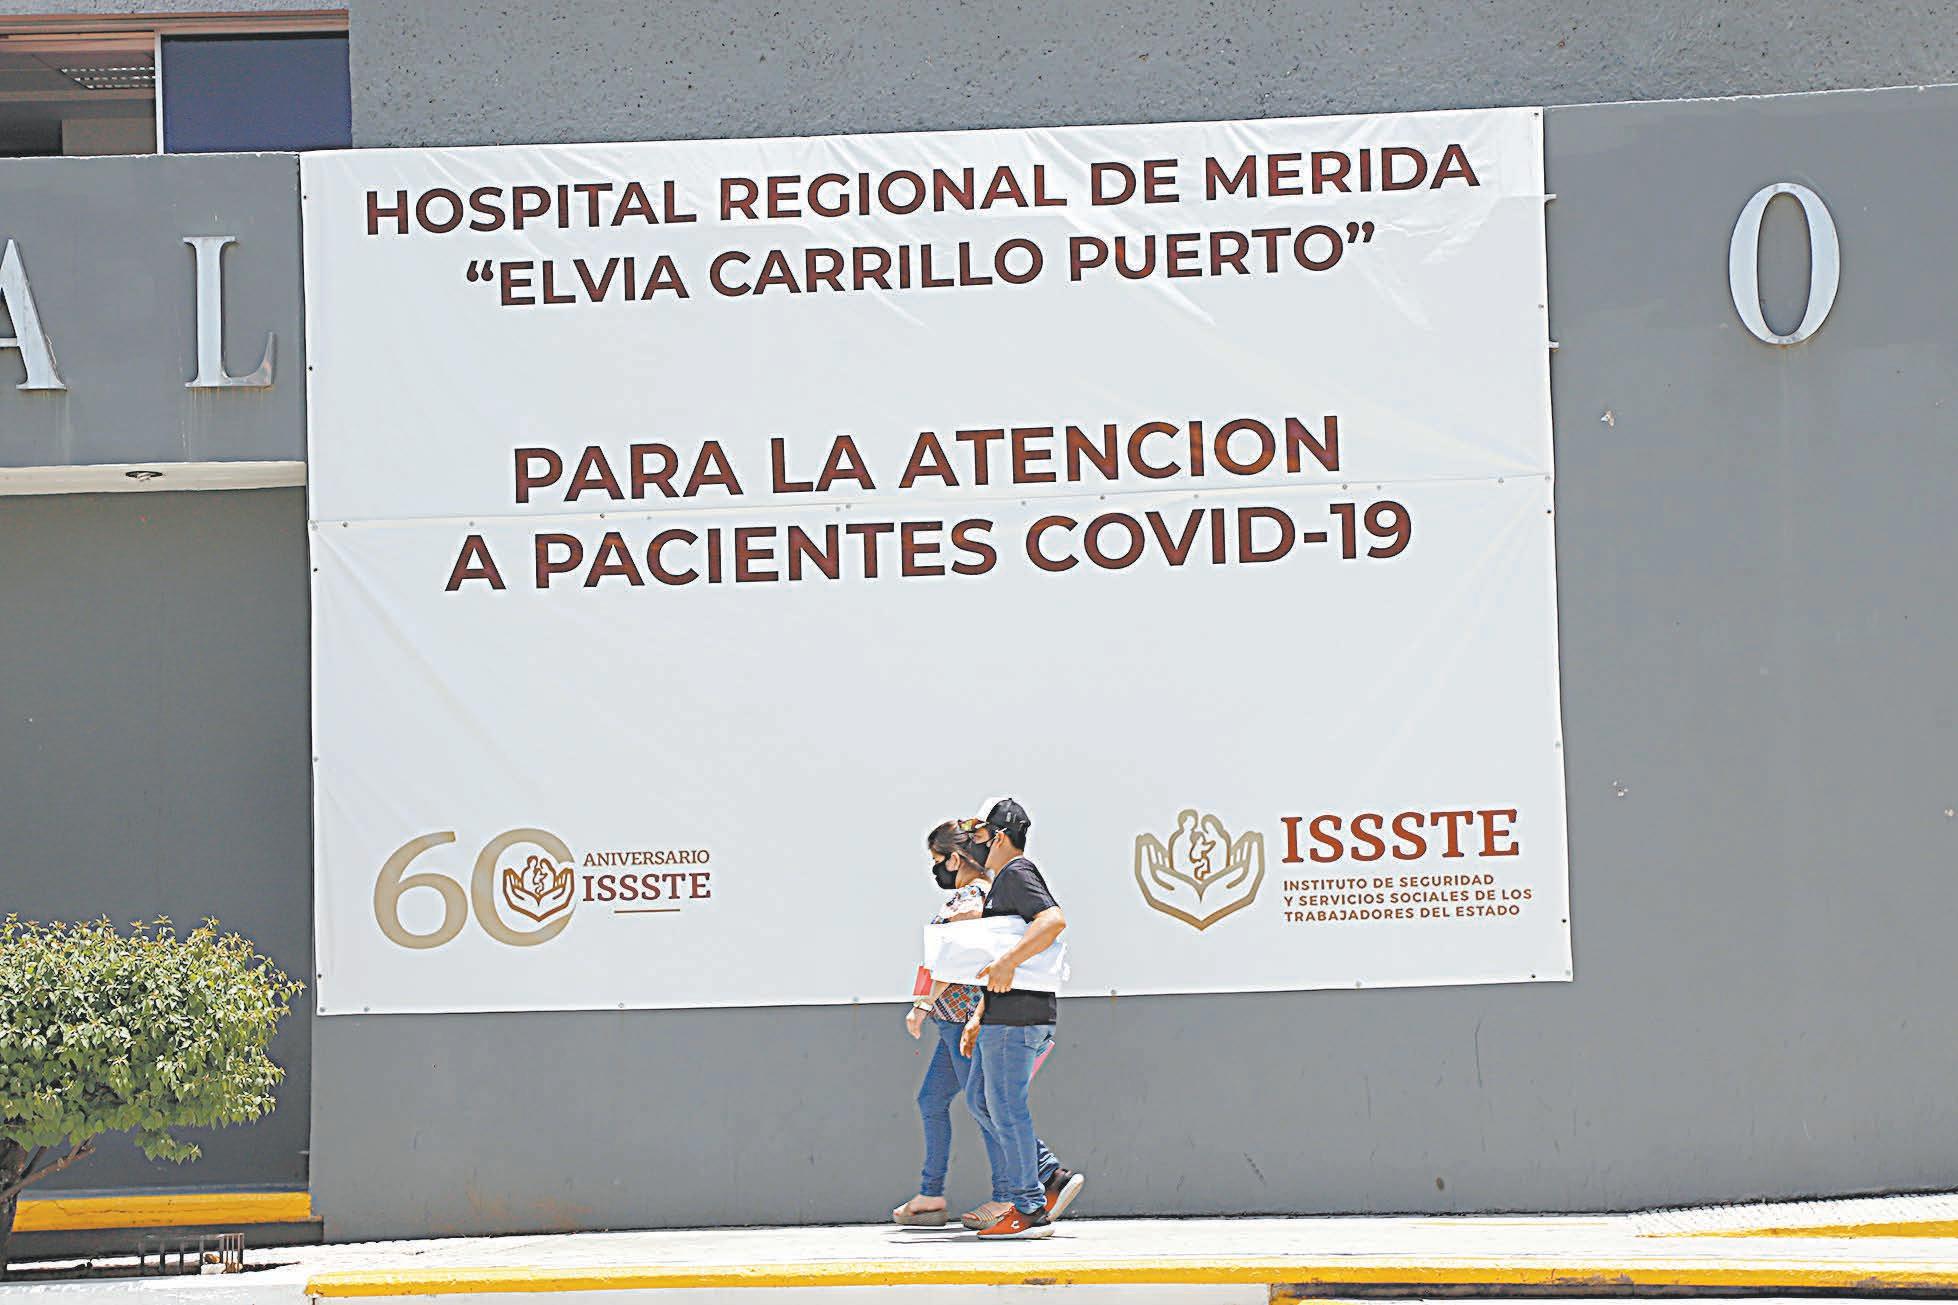 HOSPITAL REGIONAL DE MERIDA
“ELVIA CARRILLO PUERTO”
A L
O
PARA LA ATENCION
A PACIENTES COVID-19
60 ANIVERSARIO
ISSSTE
ISSSTE
INSTITUTO DE SEGURIDAD
Y SERVICIOS SOCIALES DE LOS
TRABAJADORES DEL ESTADO